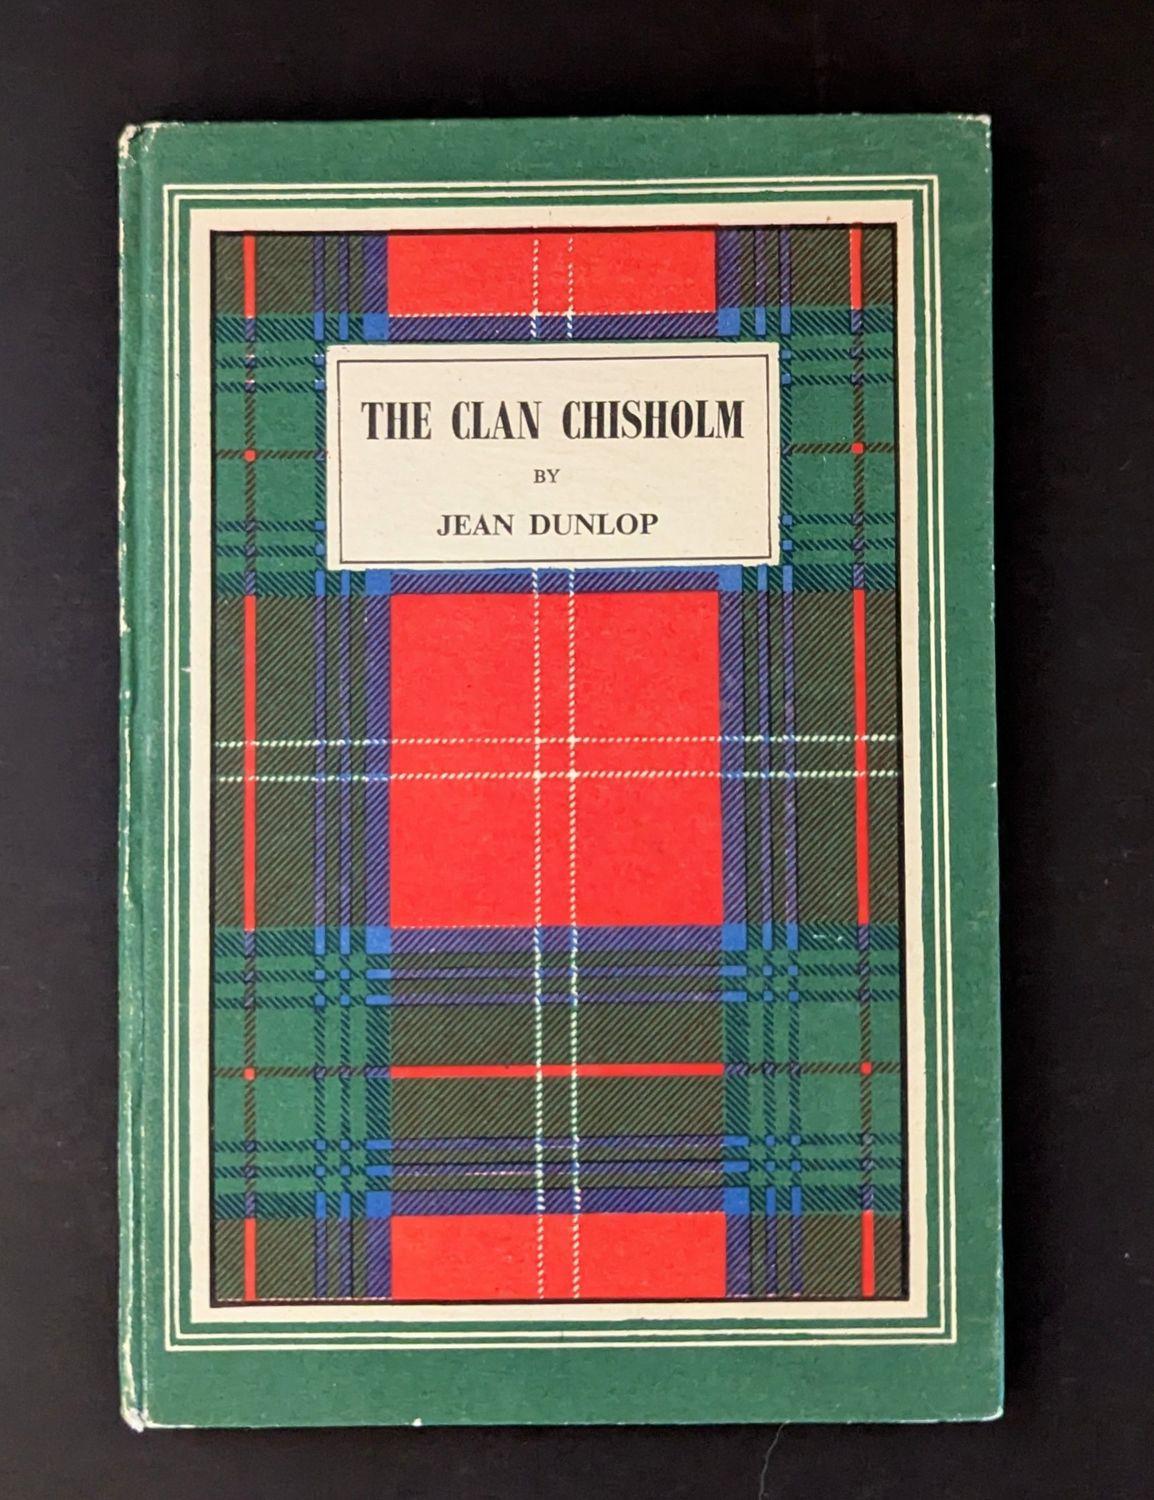 THE CLAN CHISHOLM
BY
JEAN DUNLOP